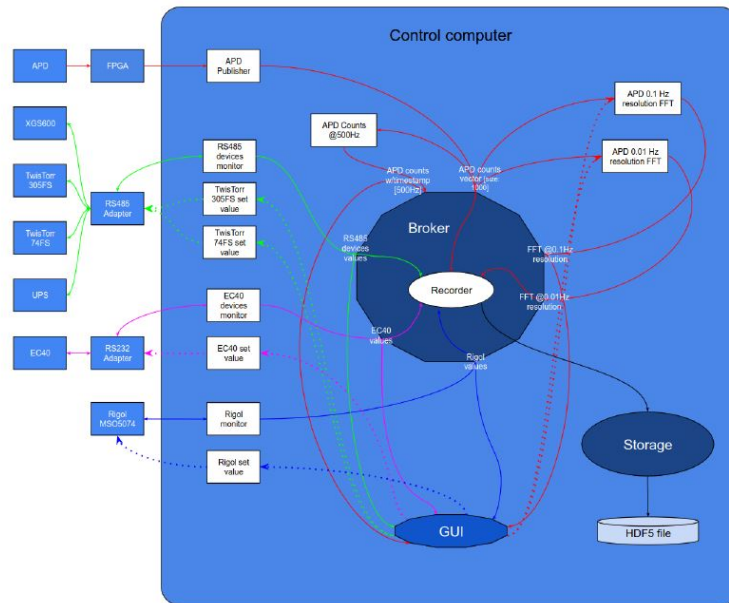 Control computer
APD
FPGA
APD
Publisher
APD 0.1 Hz
resolution FFT
XGS600
APD Counts
@500Hz
RS485
devices
monitor
APD 0.01 Hz
resolution FFT
APD counts
w/timestamp
[500Hz]
APD counts
vector [size
1000]
TwisTorr
305FS
RS485
Adapter
TwisTorr
305FS set
value
TwisTorr
74FS
TwisTorr
74FS set
value
Broker
RS485
devices
values
FFT @0.1Hz
resolution
UPS
EC40
devices
monitor
Recorder
FFT @0.01Hz
resolution
EC40
RS232
Adapter
EC40 set
value
EC40
values
Rigol
values
Rigol
MSO5074
Rigol
monitor
Rigol set
value
Storage
GUI
HDF5 file